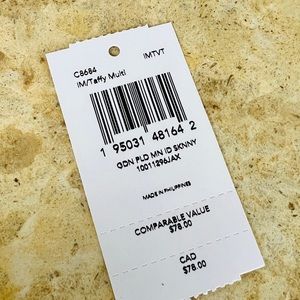 C8684 IMTVT
IM/Taffy Multi
1 95031 48164 2
GDN PLD MN ID SKNNY
10011296JAX
MADE IN PHILIPPINES
COMPARABLE VALUE
$78.00
CAD
$78.00